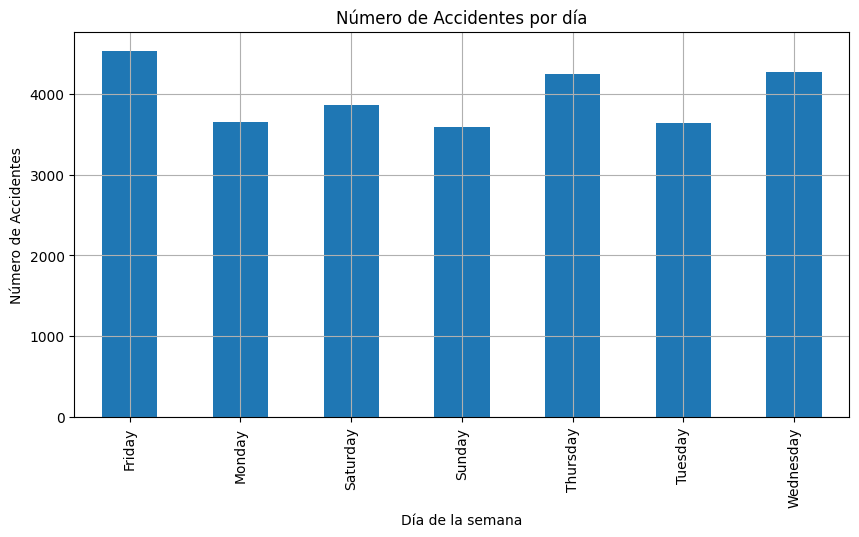 Número de Accidentes por día
Número de Accidentes
4000
3000
2000
1000
0
Friday
Monday
Saturday
Sunday
Thursday
Tuesday
Wednesday
Día de la semana